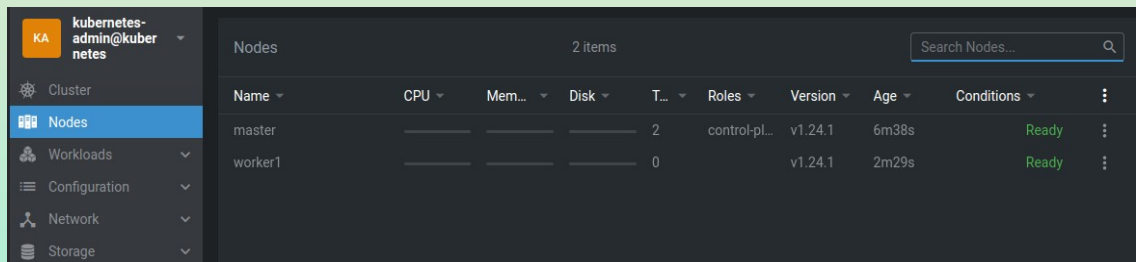 KA
kubernetes-
admin@kuber
netes
Cluster
Nodes
Workloads
Configuration
Network
Storage
Nodes 2 items Search Nodes...
Name CPU Mem... Disk T... Roles Version Age Conditions
master 2 control-pl... v1.24.1 6m38s Ready
worker1 0 v1.24.1 2m29s Ready